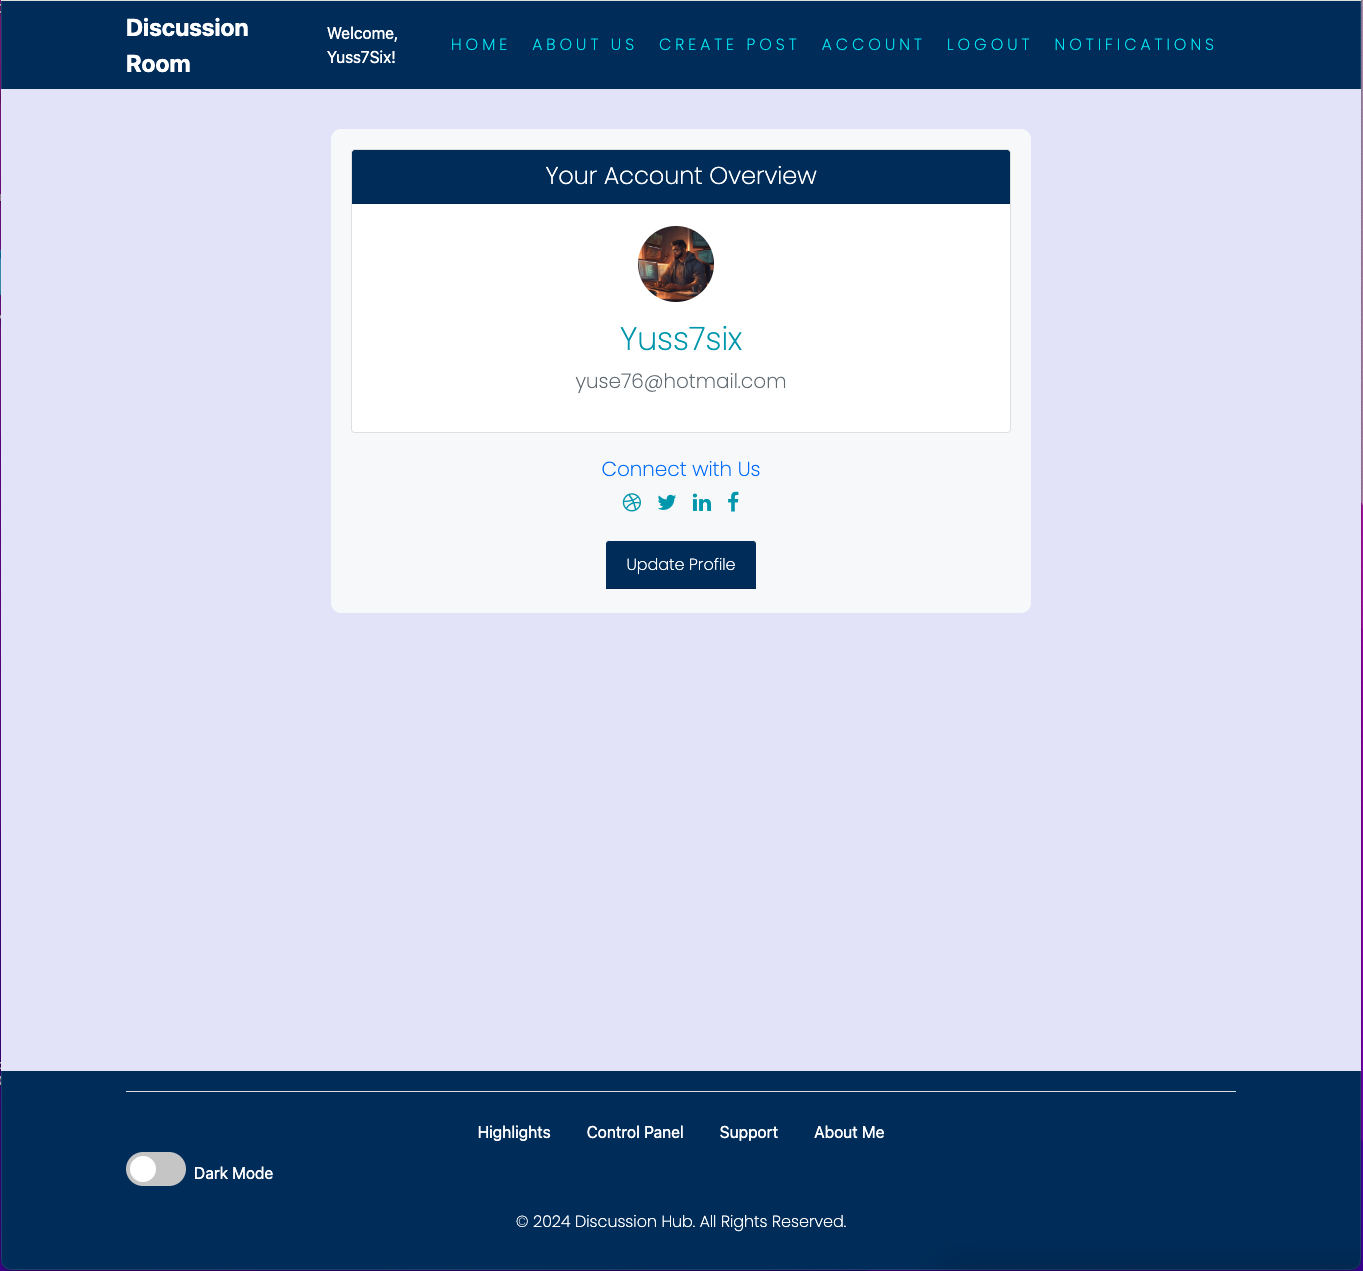 Discussion
Room
Welcome,
Yuss7Six!
HOME ABOUT US CREATE POST ACCOUNT LOGOUT NOTIFICATIONS
Your Account Overview
Yuss7six
yuse76@hotmail.com
Connect with Us
Update Profile
Highlights Control Panel Support About Me
Dark Mode
© 2024 Discussion Hub. All Rights Reserved.